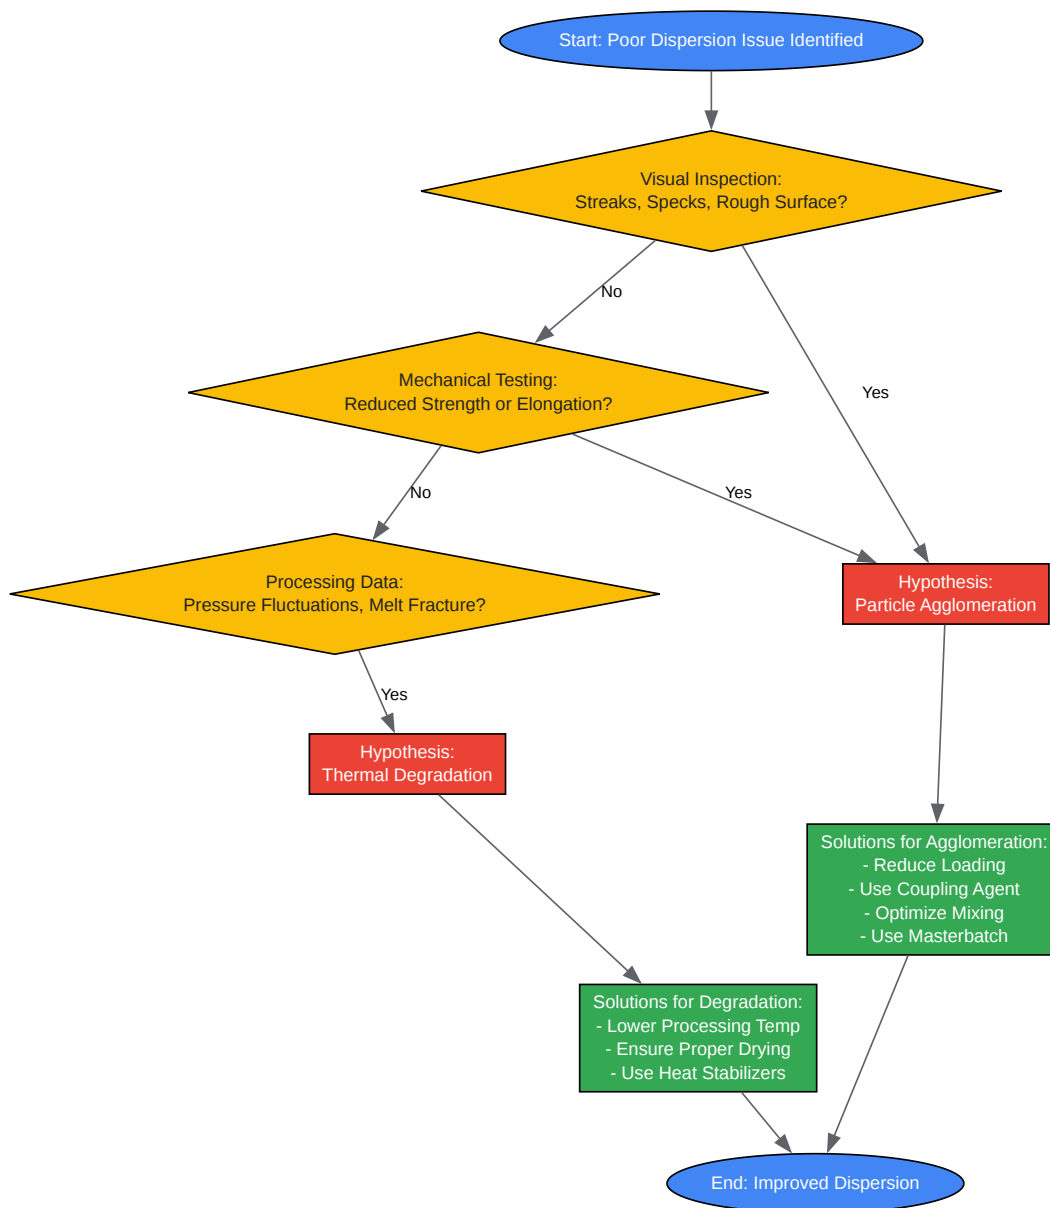 Start: Poor Dispersion Issue Identified
Visual Inspection:
Streaks, Specks, Rough Surface?
No
Mechanical Testing:
Reduced Strength or Elongation?
Yes
No
Yes
Processing Data:
Pressure Fluctuations, Melt Fracture?
Hypothesis:
Particle Agglomeration
Yes
Hypothesis:
Thermal Degradation
Solutions for Agglomeration:
- Reduce Loading
- Use Coupling Agent
- Optimize Mixing
- Use Masterbatch
Solutions for Degradation:
- Lower Processing Temp
- Ensure Proper Drying
- Use Heat Stabilizers
End: Improved Dispersion